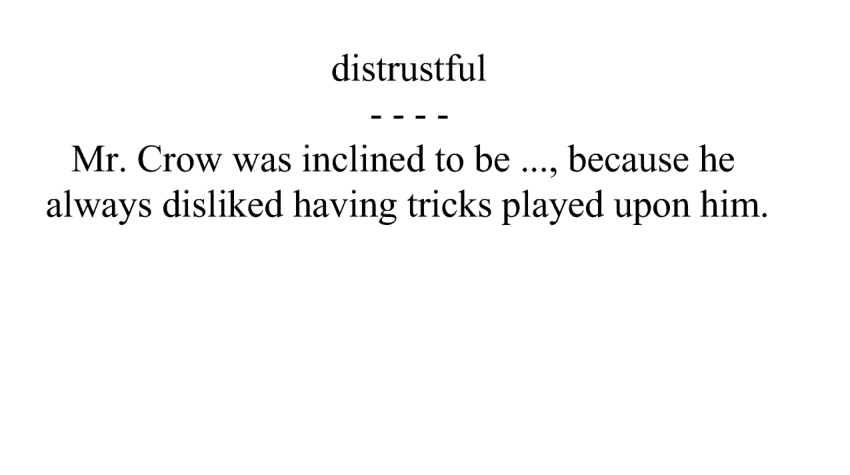 distrustful
- - - -
Mr. Crow was inclined to be ..., because he
always disliked having tricks played upon him.